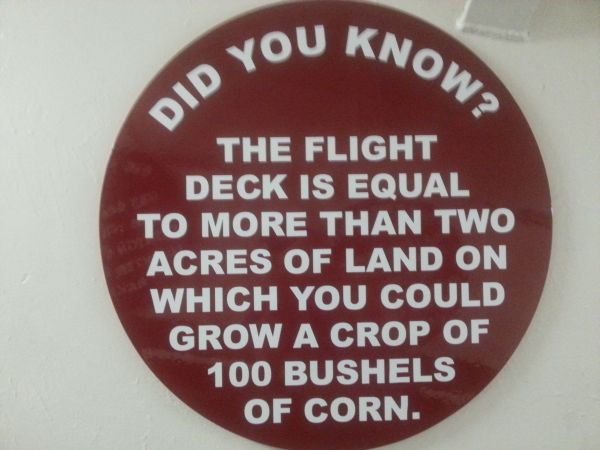 DID YOU KNOW?
THE FLIGHT
DECK IS EQUAL
TO MORE THAN TWO
ACRES OF LAND ON
WHICH YOU COULD
GROW A CROP OF
100 BUSHELS
OF CORN.